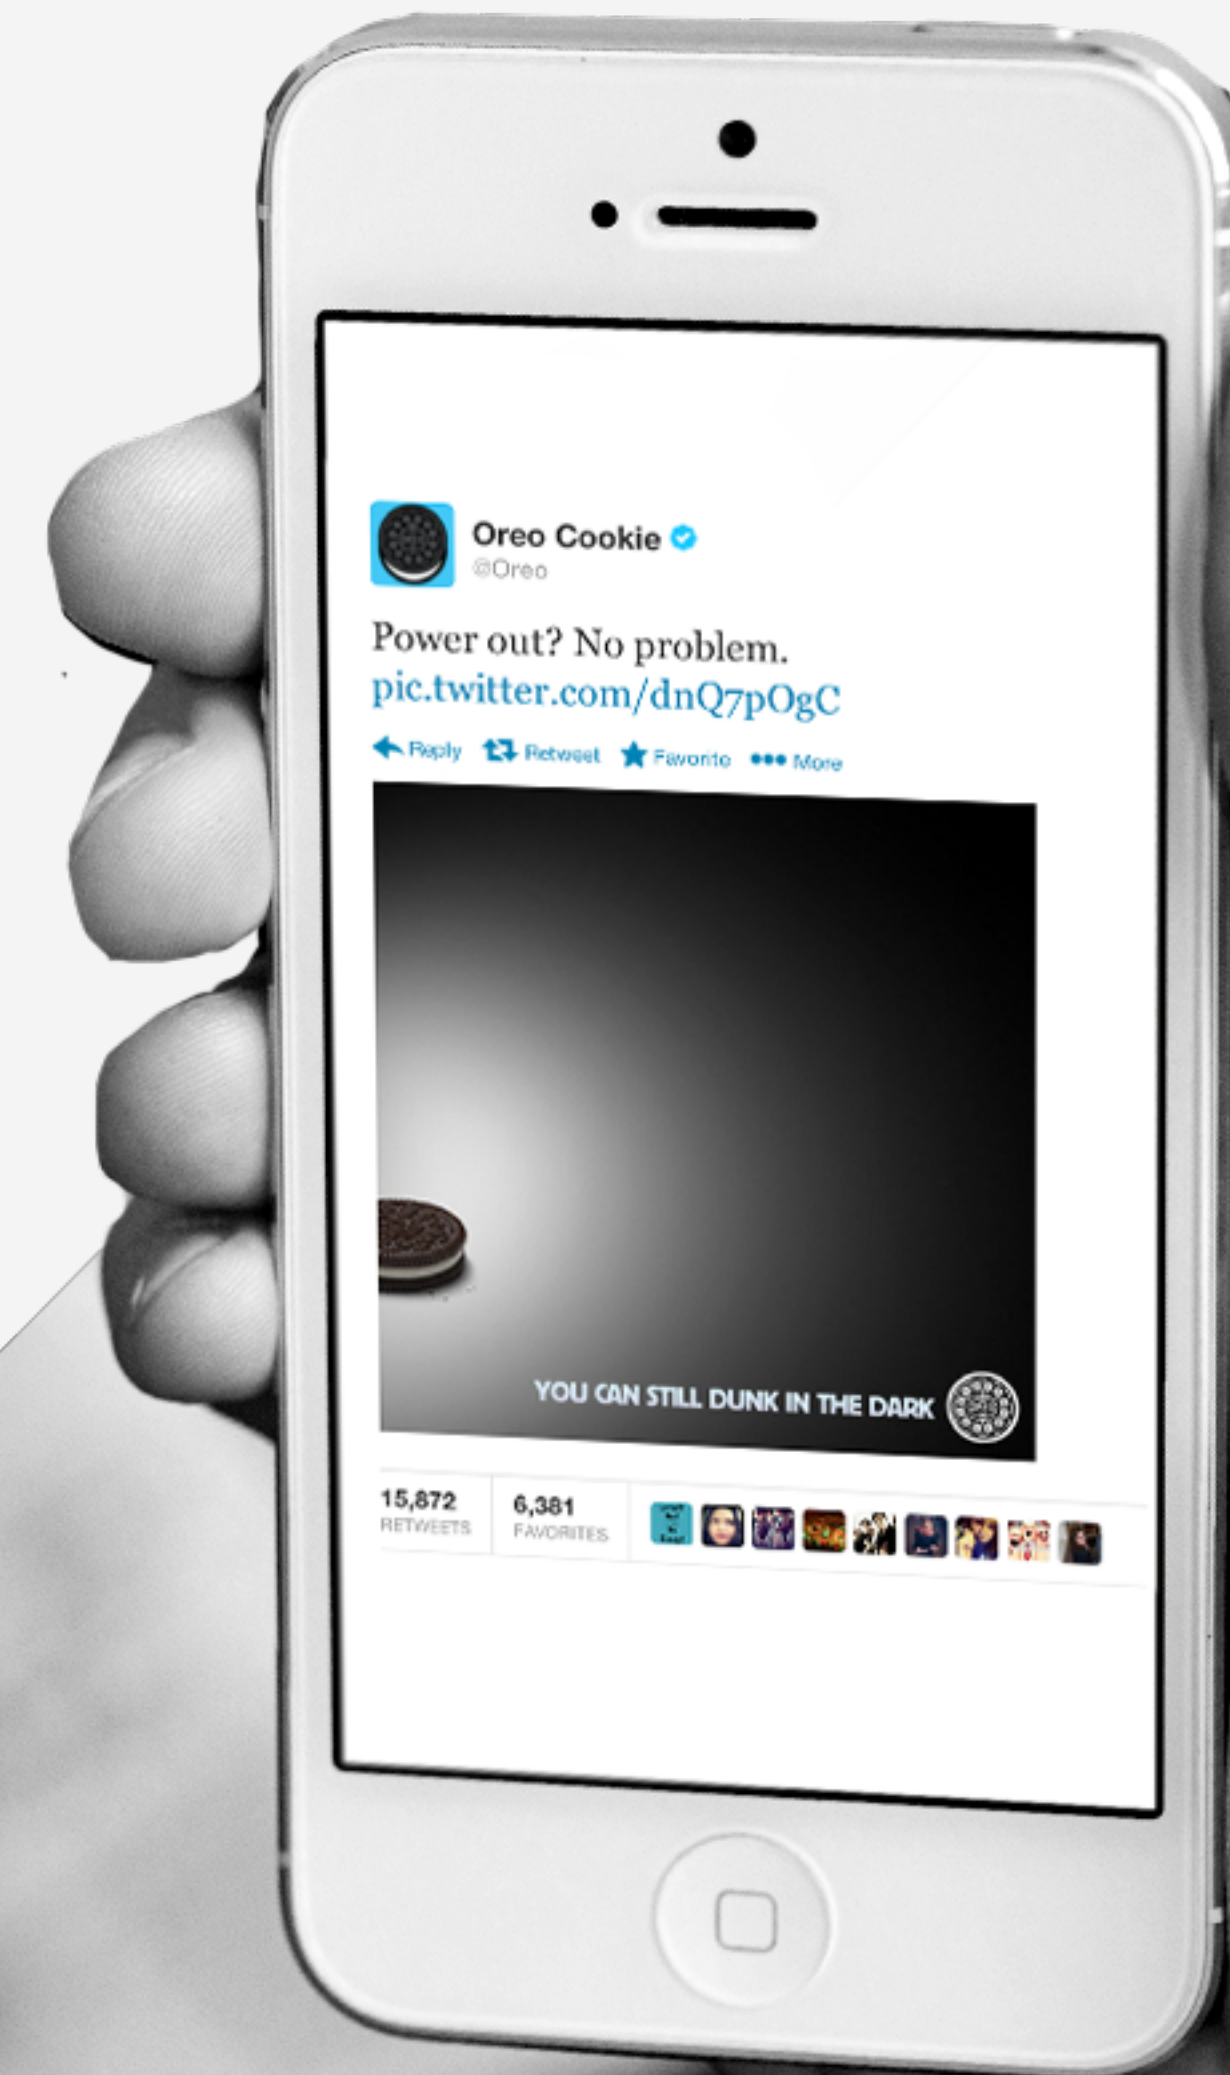 Oreo Cookie
@Oreo
Power out? No problem.
pic.twitter.com/dnQ7pOgC
Reply Retweet Favorite More
YOU CAN STILL DUNK IN THE DARK
15,872 6,381
RETWEETS FAVORITES